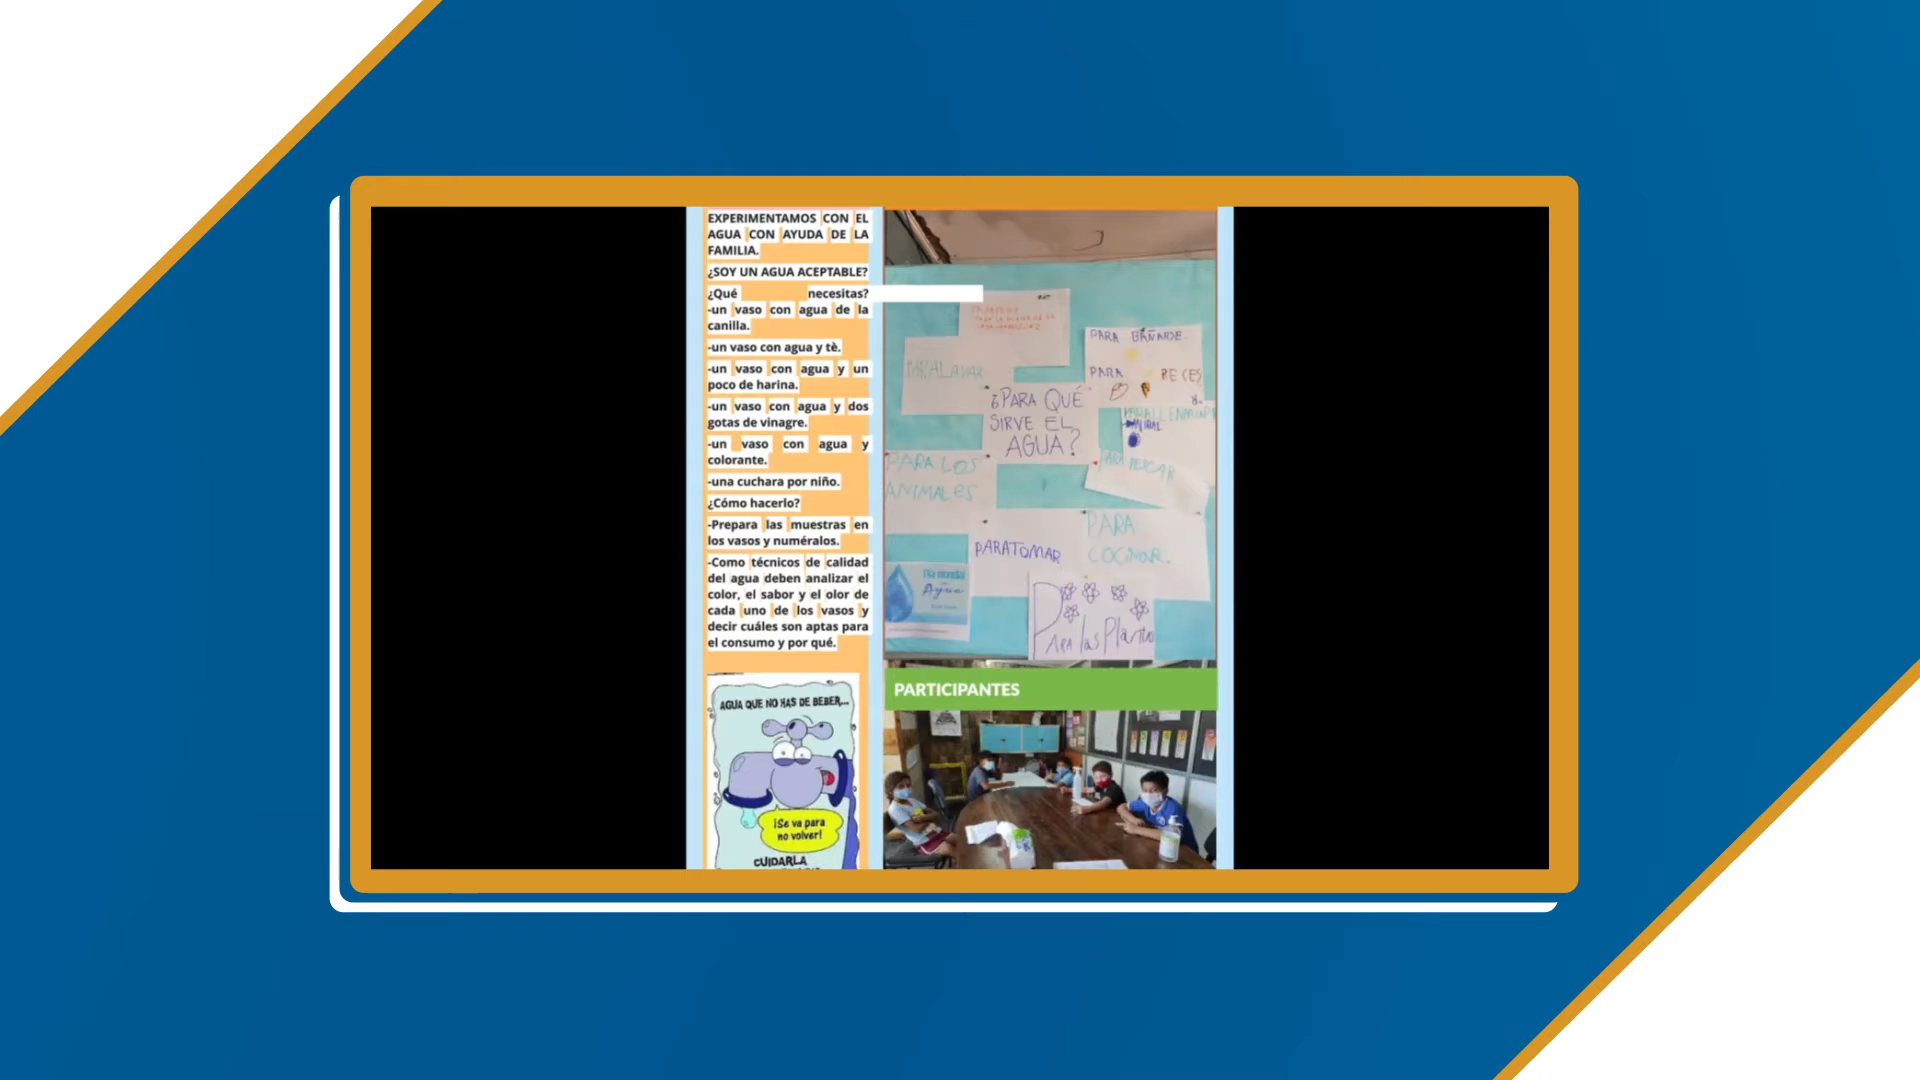 EXPERIMENTAMOS CON EL
AGUA CON AYUDA DE LA
FAMILIA.
¿SOY UN AGUA ACEPTABLE?
¿Qué necesitas?
-un vaso con agua de la
canilla.
-un vaso con agua y tè.
-un vaso con agua y un
poco de harina.
-un vaso con agua y dos
gotas de vinagre.
-un vaso con agua y
colorante.
-una cuchara por niño.
¿Cómo hacerlo?
-Prepara las muestras en
los vasos y numéralos.
-Como técnicos de calidad
del agua deben analizar el
color, el sabor y el olor de
cada uno de los vasos y
decir cuáles son aptas para
el consumo y por qué.
AGUA QUE NO HAS DE BEBER...
¡Se va para
no volver!
CUIDARLA
PARA LAVAR
PARA BAÑARSE.
PARA
¿PARA QUÉ
SIRVE EL
AGUA?
PARA LOS
ANIMALES
PARA PESCAR
PARA TOMAR
PARA
COCINAR.
Día mundial
Agua
PARA las Plantas
PARTICIPANTES